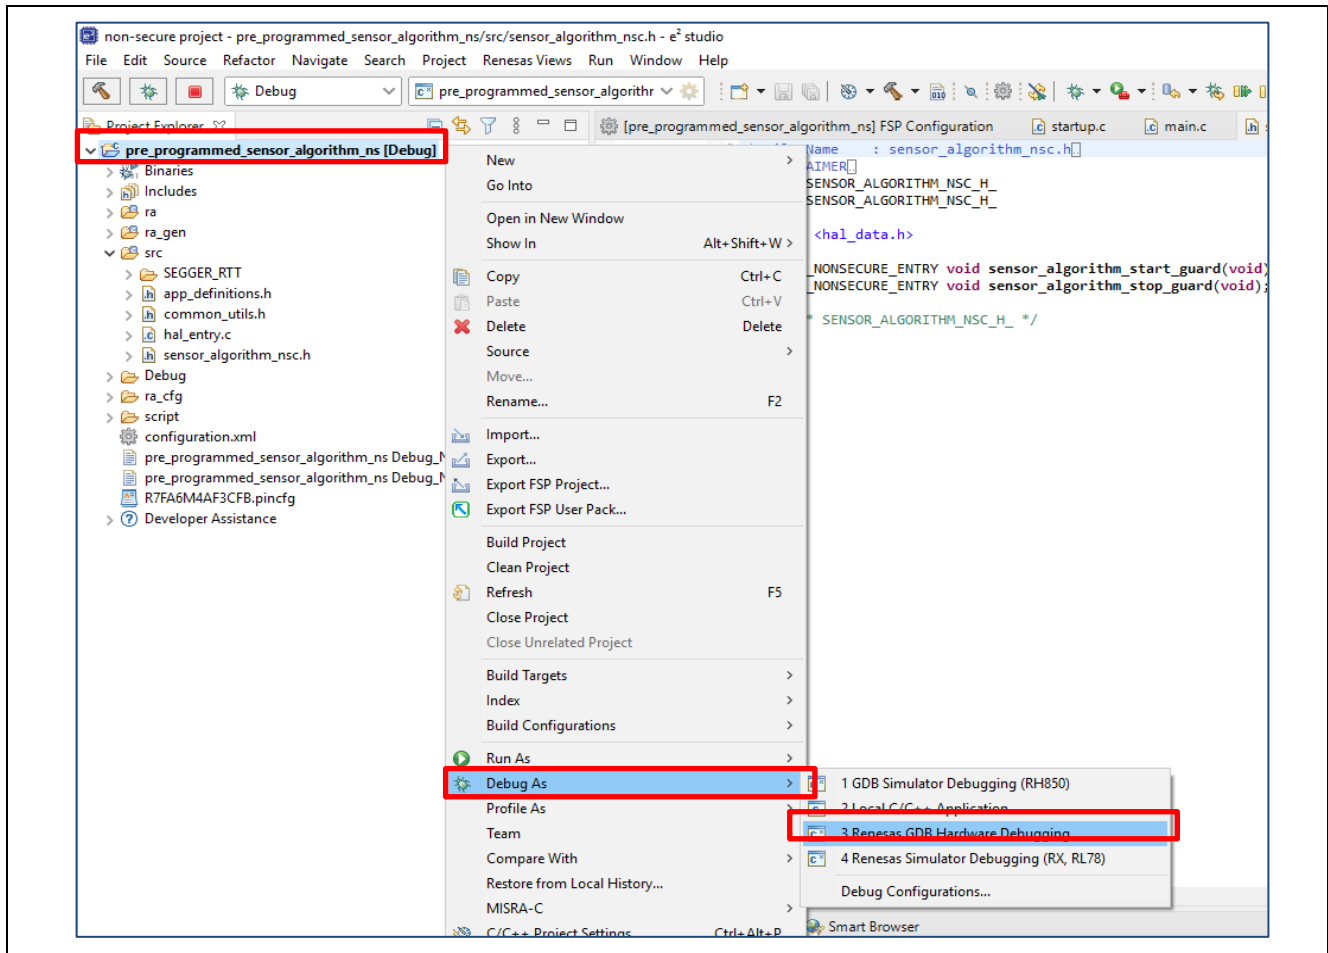 non-secure project - pre_programmed_sensor_algorithm_ns/src/sensor_algorithm_nsc.h - e² studio
File Edit Source Refactor Navigate Search Project Renesas Views Run Window Help
Debug
pre_programmed_sensor_algorithr
Project Explorer
[pre_programmed_sensor_algorithm_ns] FSP Configuration
startup.c
main.c
pre_programmed_sensor_algorithm_ns [Debug]
Binaries
Includes
ra
ra_gen
src
SEGGER_RTT
app_definitions.h
common_utils.h
hal_entry.c
sensor_algorithm_nsc.h
Debug
ra_cfg
script
configuration.xml
pre_programmed_sensor_algorithm_ns Debug_N
pre_programmed_sensor_algorithm_ns Debug_N
R7FA6M4AF3CFB.pincfg
Developer Assistance
New
Go Into
Open in New Window
Show In Alt+Shift+W
Copy Ctrl+C
Paste Ctrl+V
Delete Delete
Source
Move...
Rename... F2
Import...
Export...
Export FSP Project...
Export FSP User Pack...
Build Project
Clean Project
Refresh F5
Close Project
Close Unrelated Project
Build Targets
Index
Build Configurations
Run As
Debug As
Profile As
Team
Compare With
Restore from Local History...
MISRA-C
C/C++ Project Settings Ctrl+Alt+P
Name : sensor_algorithm_nsc.h
AIMER
SENSOR_ALGORITHM_NSC_H_
SENSOR_ALGORITHM_NSC_H_
<hal_data.h>
_NONSECURE_ENTRY void sensor_algorithm_start_guard(void)
_NONSECURE_ENTRY void sensor_algorithm_stop_guard(void);
* SENSOR_ALGORITHM_NSC_H_ */
1 GDB Simulator Debugging (RH850)
2 Local C/C++ Application
3 Renesas GDB Hardware Debugging
4 Renesas Simulator Debugging (RX, RL78)
Debug Configurations...
Smart Browser